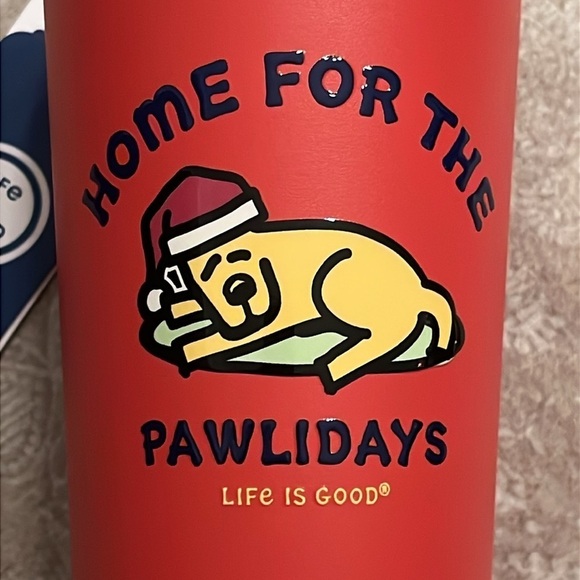 HOME FOR THE
PAWLIDAYS
LIFE IS GOOD®